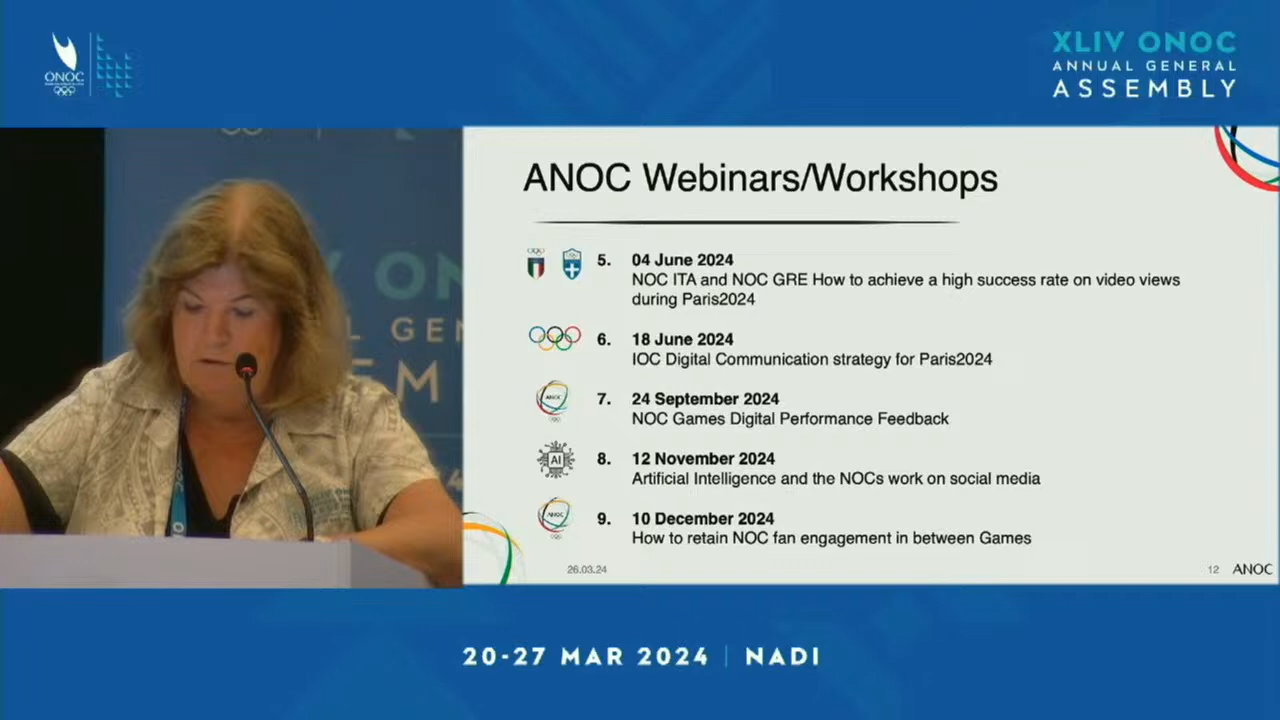 ONOC
XLIV ONOC
ANNUAL GENERAL
ASSEMBLY
ANOC Webinars/Workshops
5. 04 June 2024
NOC ITA and NOC GRE How to achieve a high success rate on video views
during Paris2024
6. 18 June 2024
IOC Digital Communication strategy for Paris2024
ANOC
7. 24 September 2024
NOC Games Digital Performance Feedback
AI
8. 12 November 2024
Artificial Intelligence and the NOCs work on social media
ANOC
9. 10 December 2024
How to retain NOC fan engagement in between Games
26.03.24
12 ANOC
20-27 MAR 2024 | NADI